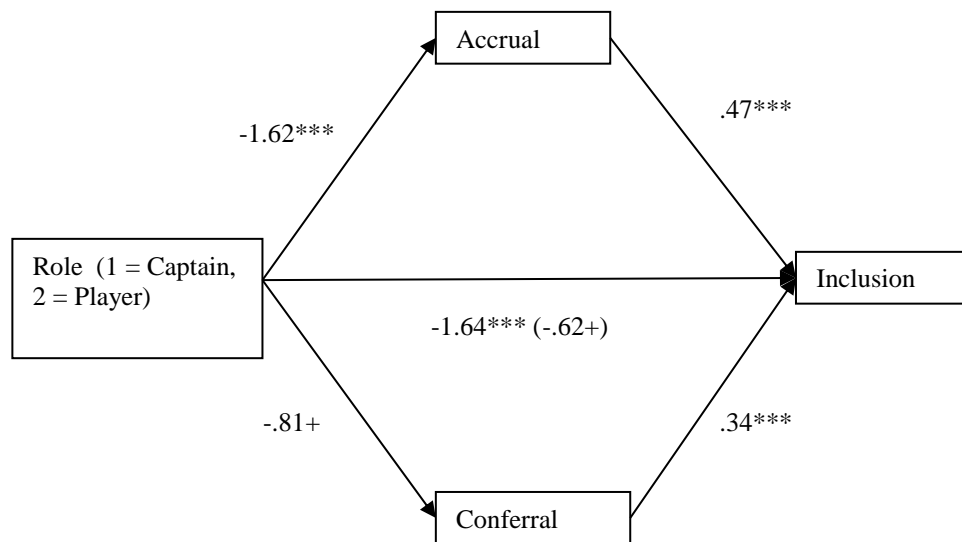 Accrual
-1.62***
.47***
Role (1 = Captain,
2 = Player)
Inclusion
-1.64*** (-.62+)
-.81+
.34***
Conferral